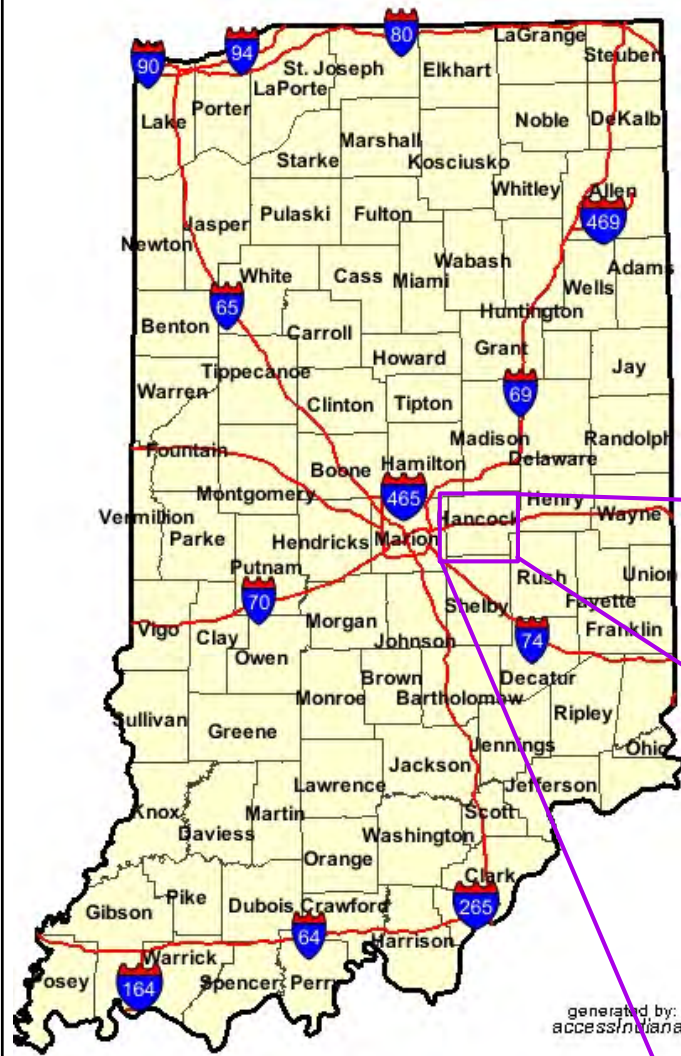 LaGrange
80
Steuben
94
90
St. Joseph
Elkhart
LaPorte
Porter
Lake
Noble
DeKalb
Marshall
Starke
Kosciusko
Whitley
Allen
469
Pulaski
Fulton
Jasper
Newton
Wabash
White
Cass
Miami
Adams
Wells
65
Huntington
Benton
Carroll
Grant
Howard
Jay
Tippecanoe
Warren
69
Clinton
Tipton
Madison
Randolph
Fountain
Boone
Hamilton
Delaware
Montgomery
465
Henry
Vermillion
Hancock
Wayne
Parke
Hendricks
Marion
Putnam
Rush
Union
70
Shelby
Fayette
Vigo
Clay
Morgan
Johnson
74
Franklin
Owen
Brown
Decatur
Monroe
Bartholomew
Sullivan
Ripley
Greene
Jennings
Ohio
Jackson
Lawrence
Jefferson
Knox
Martin
Scott
Daviess
Washington
Orange
Clark
Pike
Gibson
Dubois
Crawford
265
64
Harrison
Warrick
Posey
164
Spencer
Perry
generated by:
accessIndiana